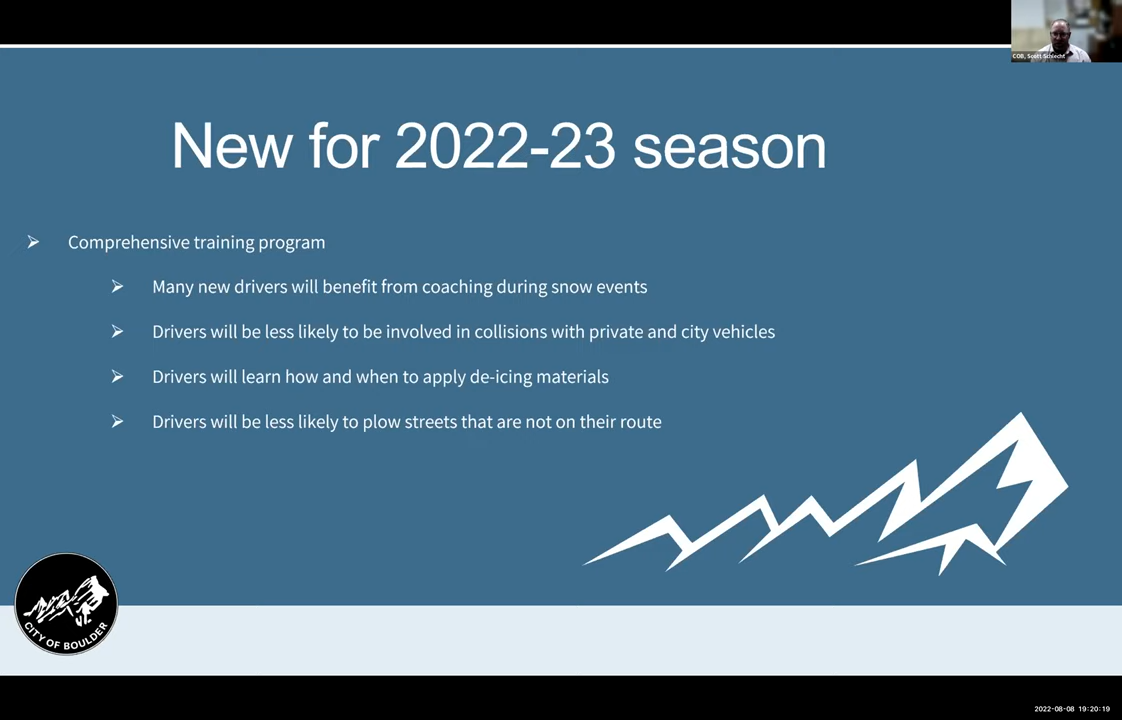 COB, Scott Schlecht
New for 2022-23 season
Comprehensive training program
Many new drivers will benefit from coaching during snow events
Drivers will be less likely to be involved in collisions with private and city vehicles
Drivers will learn how and when to apply de-icing materials
Drivers will be less likely to plow streets that are not on their route
CITY OF BOULDER
2022-08-08 19:20:19